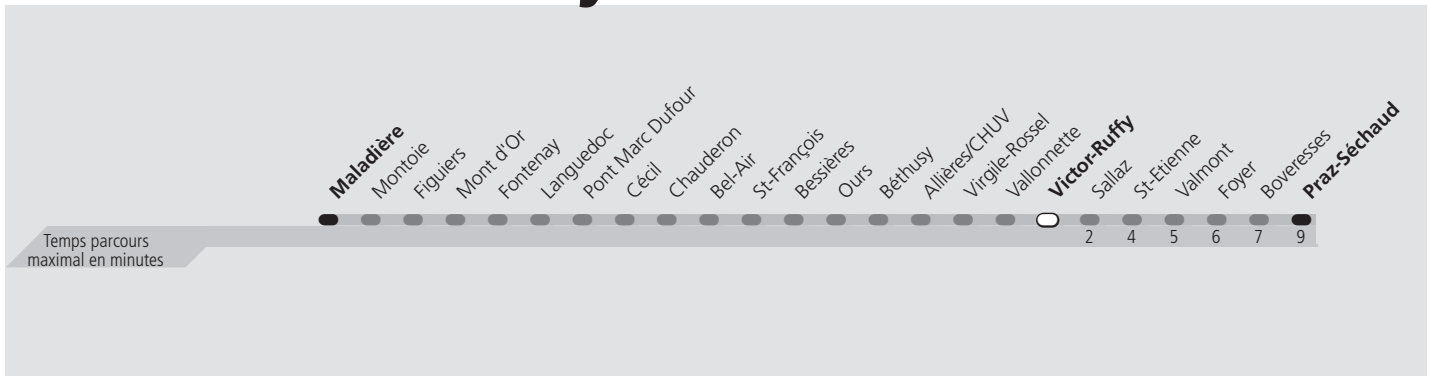 Maladière
Montoie
Figuiers
Mont d'Or
Fontenay
Languedoc
Pont Marc Dufour
Cécil
Chauderon
Bel-Air
St-François
Bessières
Ours
Béthusy
Allières/CHUV
Virgile-Rossel
Vallonnette
Victor-Ruffy
Sallaz
St-Etienne
Valmont
Foyer
Boveresses
Praz-Séchaud
Temps parcours
maximal en minutes
2 4 5 6 7 9